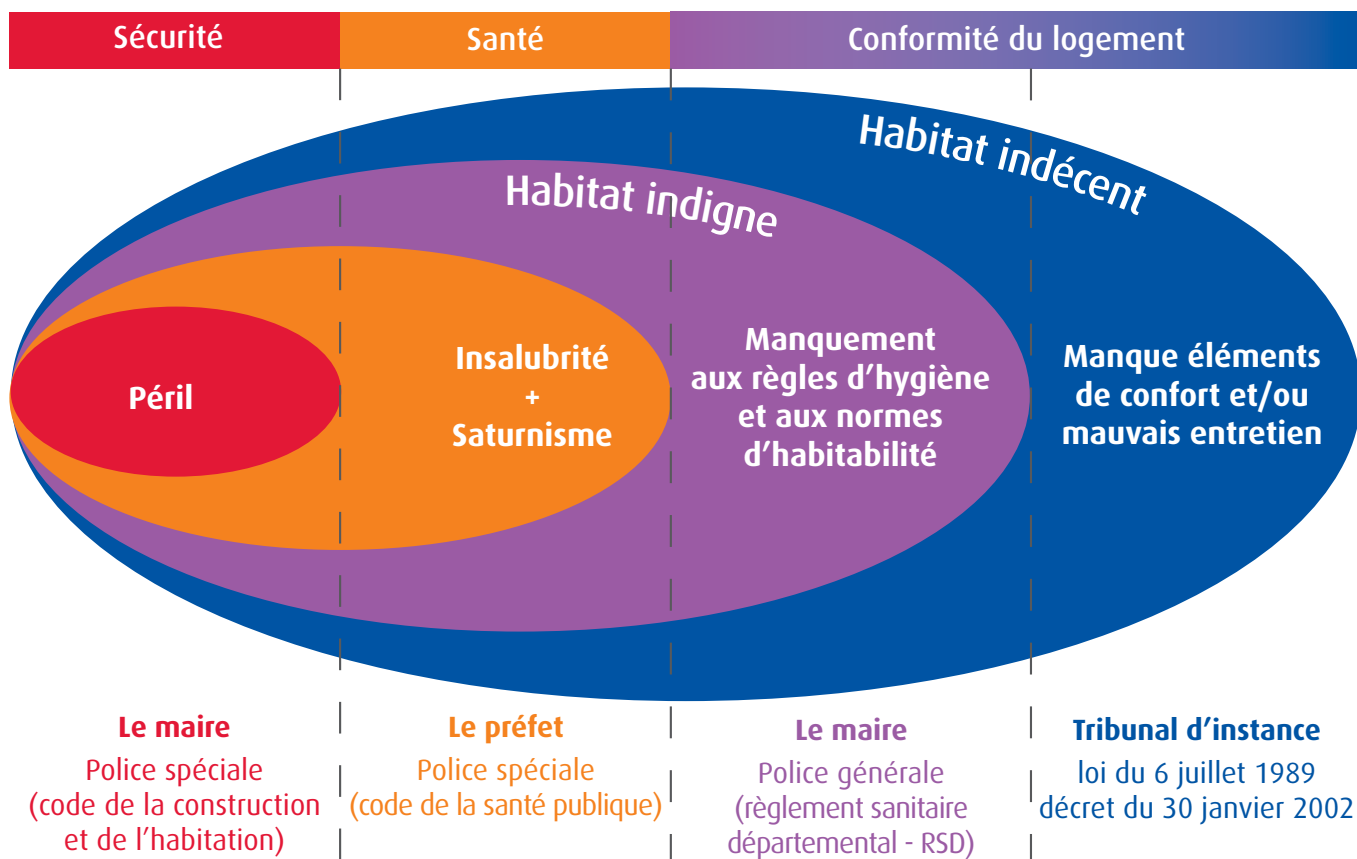 Sécurité
Santé
Conformité du logement
Habitat indécent
Habitat indigne
Péril
Insalubrité
+
Saturnisme
Manquement
aux règles d'hygiène
et aux normes
d'habitabilité
Manque éléments
de confort et/ou
mauvais entretien
Le maire
Police spéciale
(code de la construction
et de l'habitation)
Le préfet
Police spéciale
(code de la santé publique)
Le maire
Police générale
(règlement sanitaire
départemental - RSD)
Tribunal d'instance
loi du 6 juillet 1989
décret du 30 janvier 2002